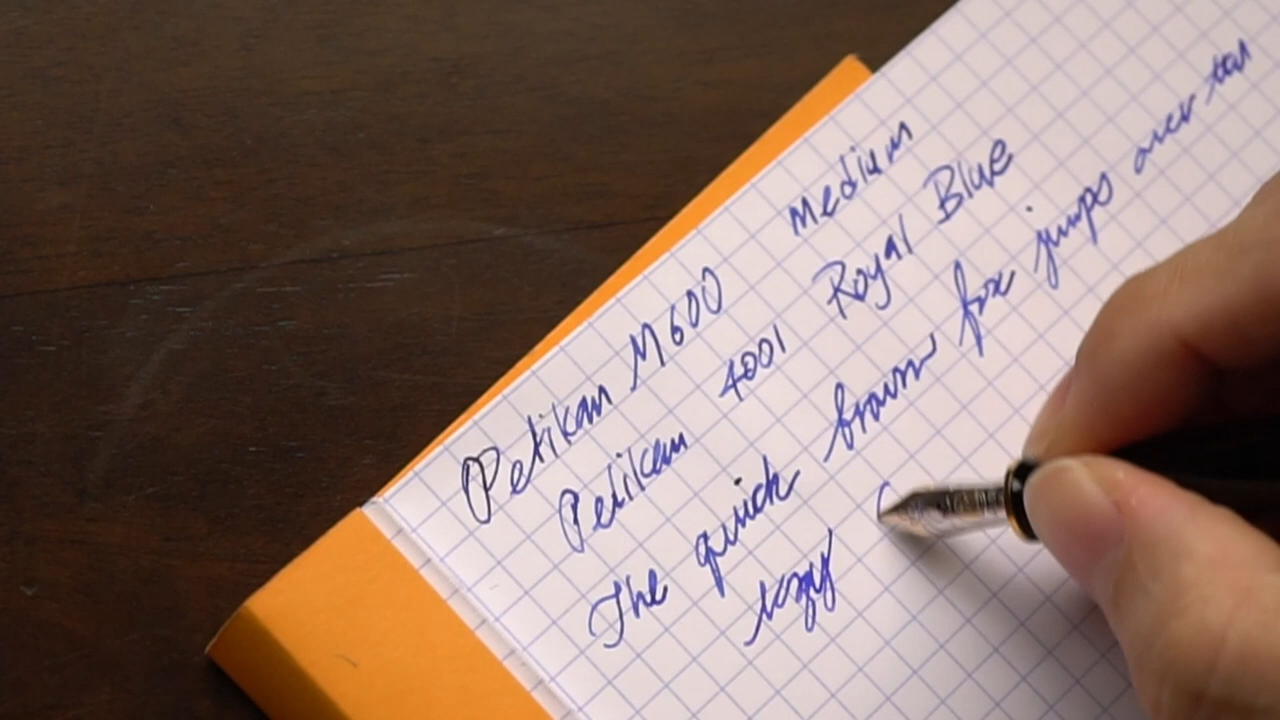 Pelikan M600 Medium
Pelikan 4001 Royal Blue
The quick brown fox jumps over
lazy